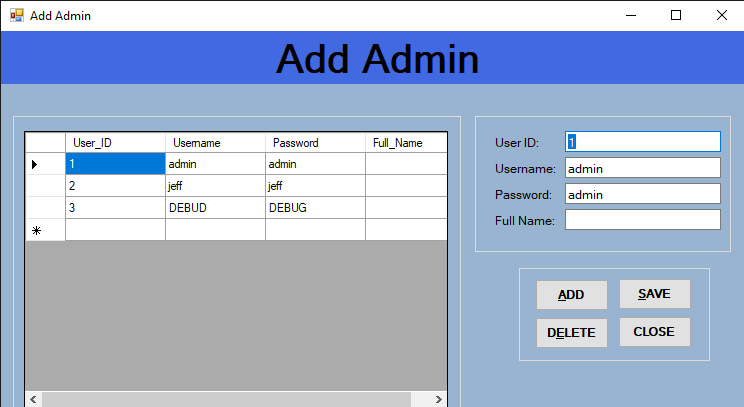 Add Admin
Add Admin
User_ID Username Password Full_Name
1 admin admin
2 jeff jeff
3 DEBUD DEBUG
User ID: 1
Username: admin
Password: admin
Full Name:
ADD SAVE
DELETE CLOSE